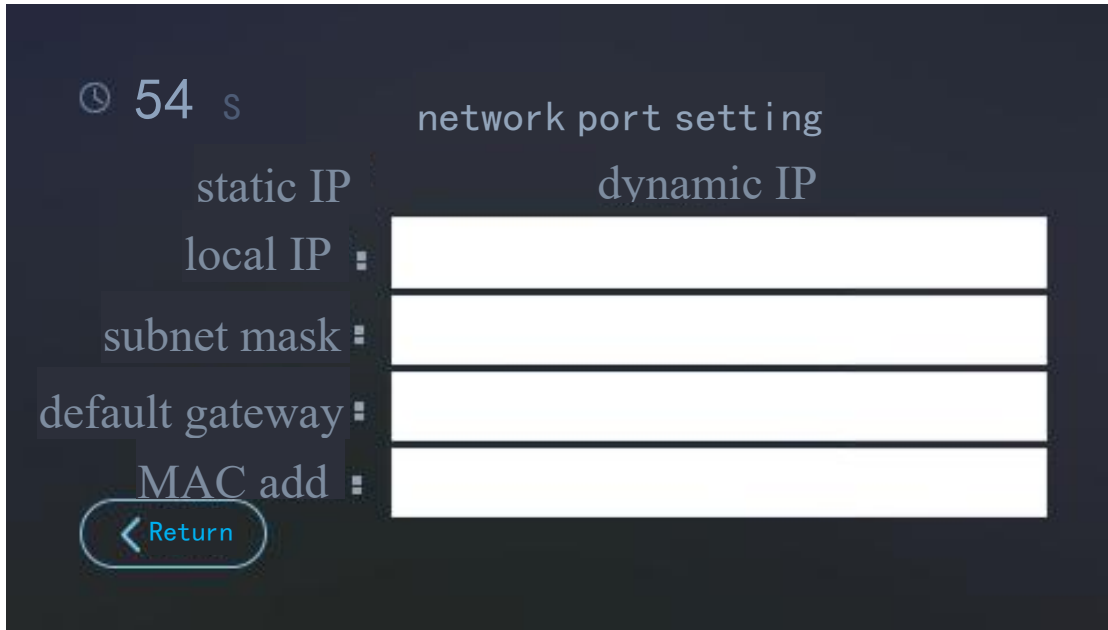 54 s
network port setting
static IP dynamic IP
local IP :
subnet mask :
default gateway :
MAC add :
Return